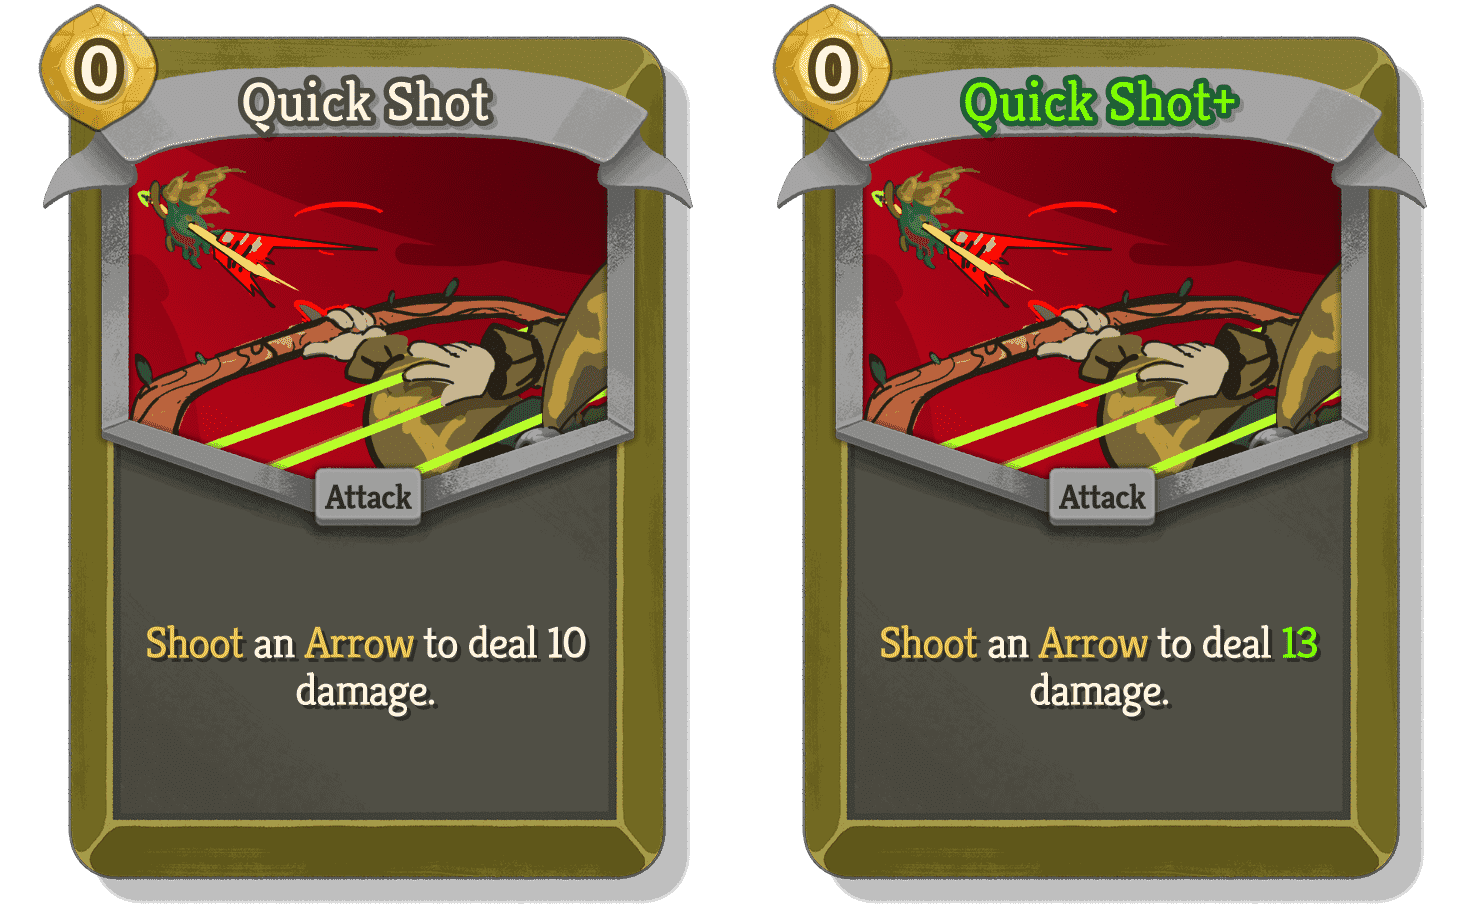 0
Quick Shot
Attack
Shoot an Arrow to deal 10
damage.
0
Quick Shot+
Attack
Shoot an Arrow to deal 13
damage.